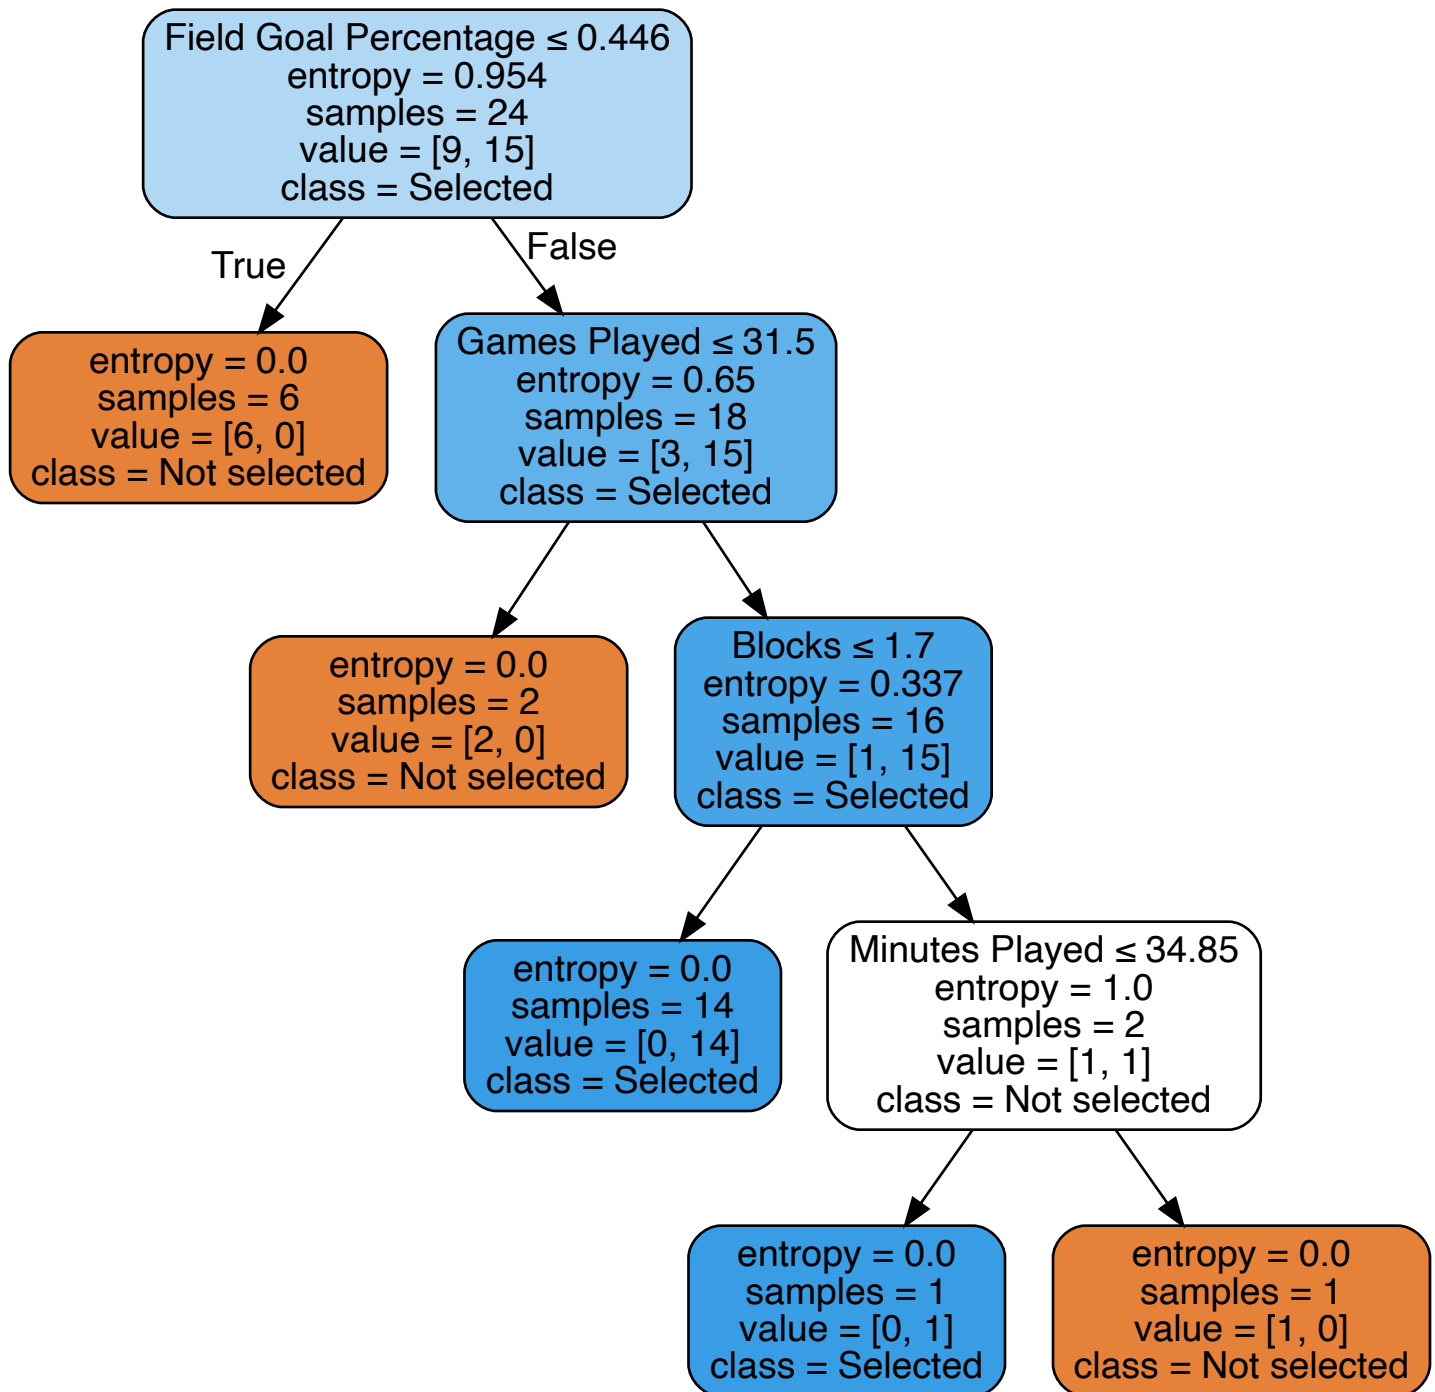 Field Goal Percentage ≤ 0.446
entropy = 0.954
samples = 24
value = [9, 15]
class = Selected
True
False
entropy = 0.0
samples = 6
value = [6, 0]
class = Not selected
Games Played ≤ 31.5
entropy = 0.65
samples = 18
value = [3, 15]
class = Selected
entropy = 0.0
samples = 2
value = [2, 0]
class = Not selected
Blocks ≤ 1.7
entropy = 0.337
samples = 16
value = [1, 15]
class = Selected
entropy = 0.0
samples = 14
value = [0, 14]
class = Selected
Minutes Played ≤ 34.85
entropy = 1.0
samples = 2
value = [1, 1]
class = Not selected
entropy = 0.0
samples = 1
value = [0, 1]
class = Selected
entropy = 0.0
samples = 1
value = [1, 0]
class = Not selected